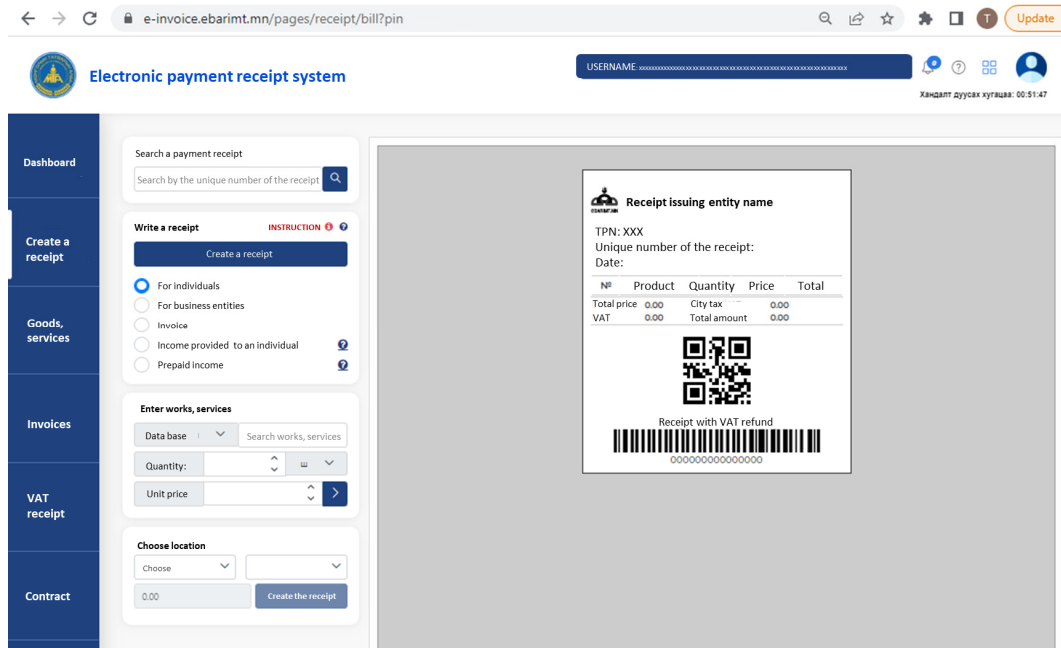 e-invoice.ebarimt.mn/pages/receipt/bill?pin
T
Update
Electronic payment receipt system
USERNAME: xxxxxxxxxxxxxxxxxxxxxxxxxxxxxxxxxxxxxxxxxxxxxxxxxxxxxxxx
Хандалт дуусах хугацаа: 00:51:47
Dashboard
Create a
receipt
Goods,
services
Invoices
VAT
receipt
Contract
Search a payment receipt
Search by the unique number of the receipt
Write a receipt INSTRUCTION
Create a receipt
For individuals
For business entities
Invoice
Income provided to an individual
Prepaid income
Enter works, services
Data base Search works, services
Quantity: ш
Unit price
Choose location
Choose
0.00 Create the receipt
Receipt issuing entity name
TPN: XXX
Unique number of the receipt:
Date:
№ Product Quantity Price Total
Total price 0.00 City tax 0.00
VAT 0.00 Total amount 0.00
Receipt with VAT refund
000000000000000